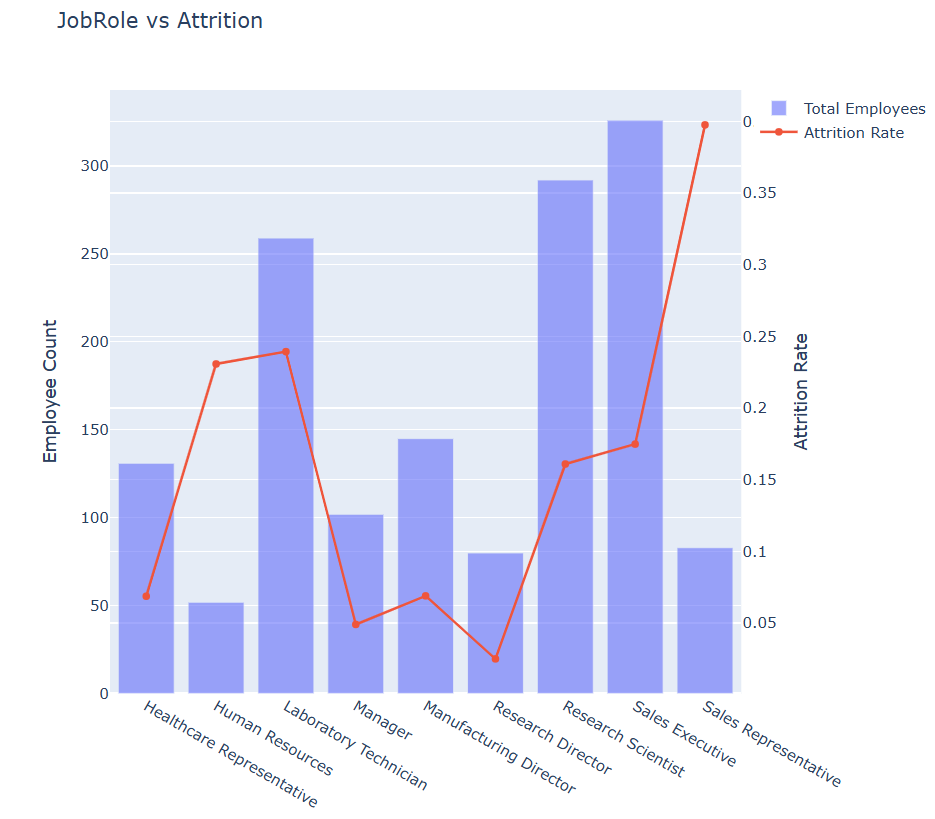 JobRole vs Attrition
Total Employees
Attrition Rate
Employee Count
300
250
200
150
100
50
0
0
0.35
0.3
0.25
0.2
0.15
0.1
0.05
Attrition Rate
Healthcare Representative
Human Resources
Laboratory Technician
Manager
Manufacturing Director
Research Director
Research Scientist
Sales Executive
Sales Representative